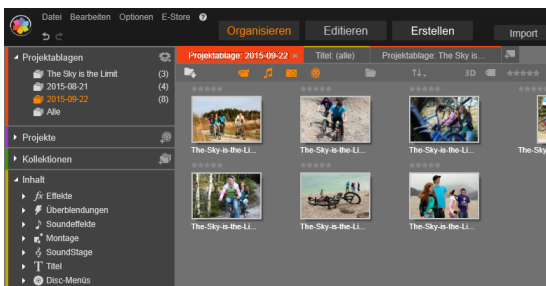 Datei Bearbeiten Optionen E-Store ?
Organisieren Editieren Erstellen Import
Projektablagen
The Sky is the Limit (3)
2015-08-21 (4)
2015-09-22 (8)
Alle
Projekte
Kollektionen
Inhalt
fx Effekte
Überblendungen
Soundeffekte
Montage
SoundStage
T Titel
Disc-Menüs
Projektablage: 2015-09-22 × Titel: (alle) Projektablage: The Sky is...
3D
The-Sky-is-the-Li... The-Sky-is-the-Li... The-Sky-is-the-Li... The-Sky
The-Sky-is-the-Li... The-Sky-is-the-Li... The-Sky-is-the-Li...